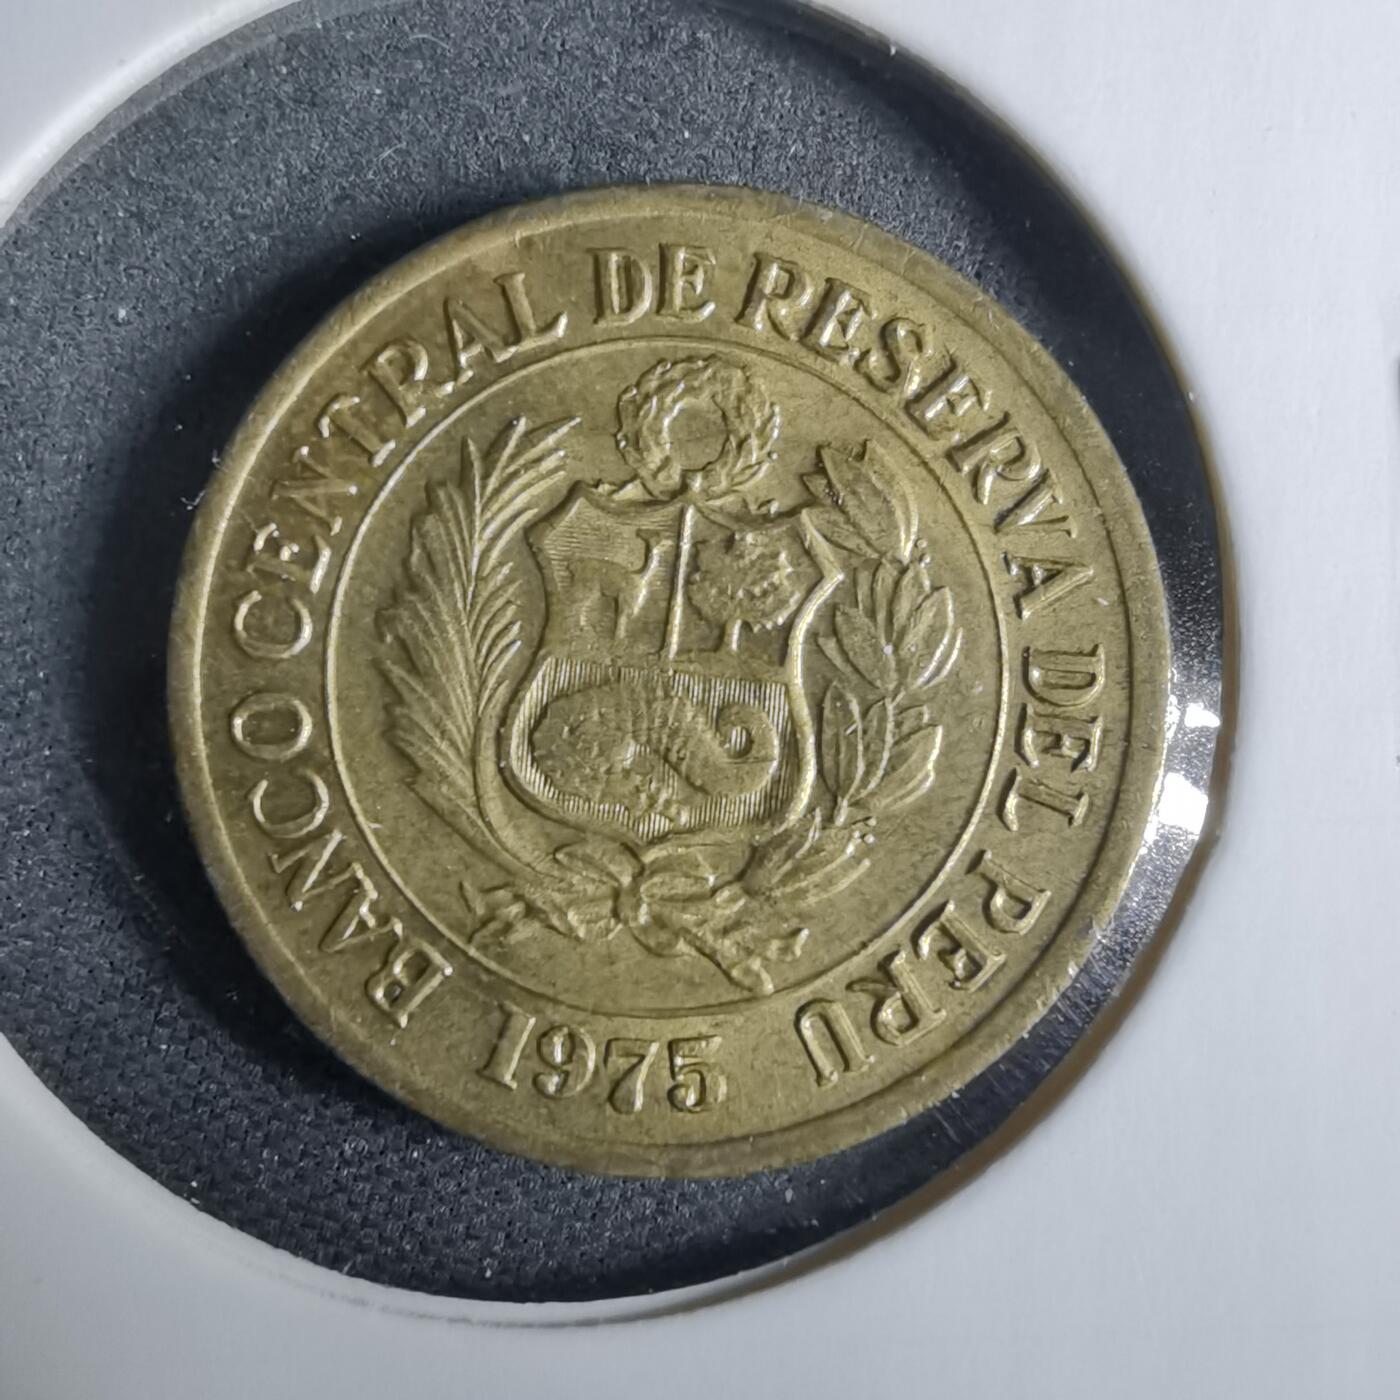 BANCO CENTRAL DE RESERVA DEL PERU
1975